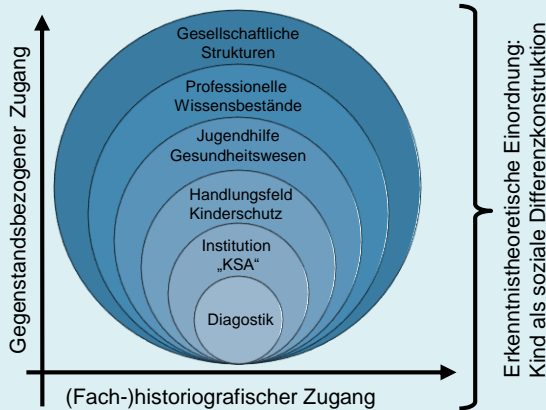 Gesellschaftliche
Strukturen
Professionelle
Wissensbestände
Jugendhilfe
Gesundheitswesen
Handlungsfeld
Kinderschutz
Institution
„KSA“
Diagostik
Gegenstandsbezogener Zugang
(Fach-)historiografischer Zugang
Erkenntnistheoretische Einordnung:
Kind als soziale Differenzkonstruktion